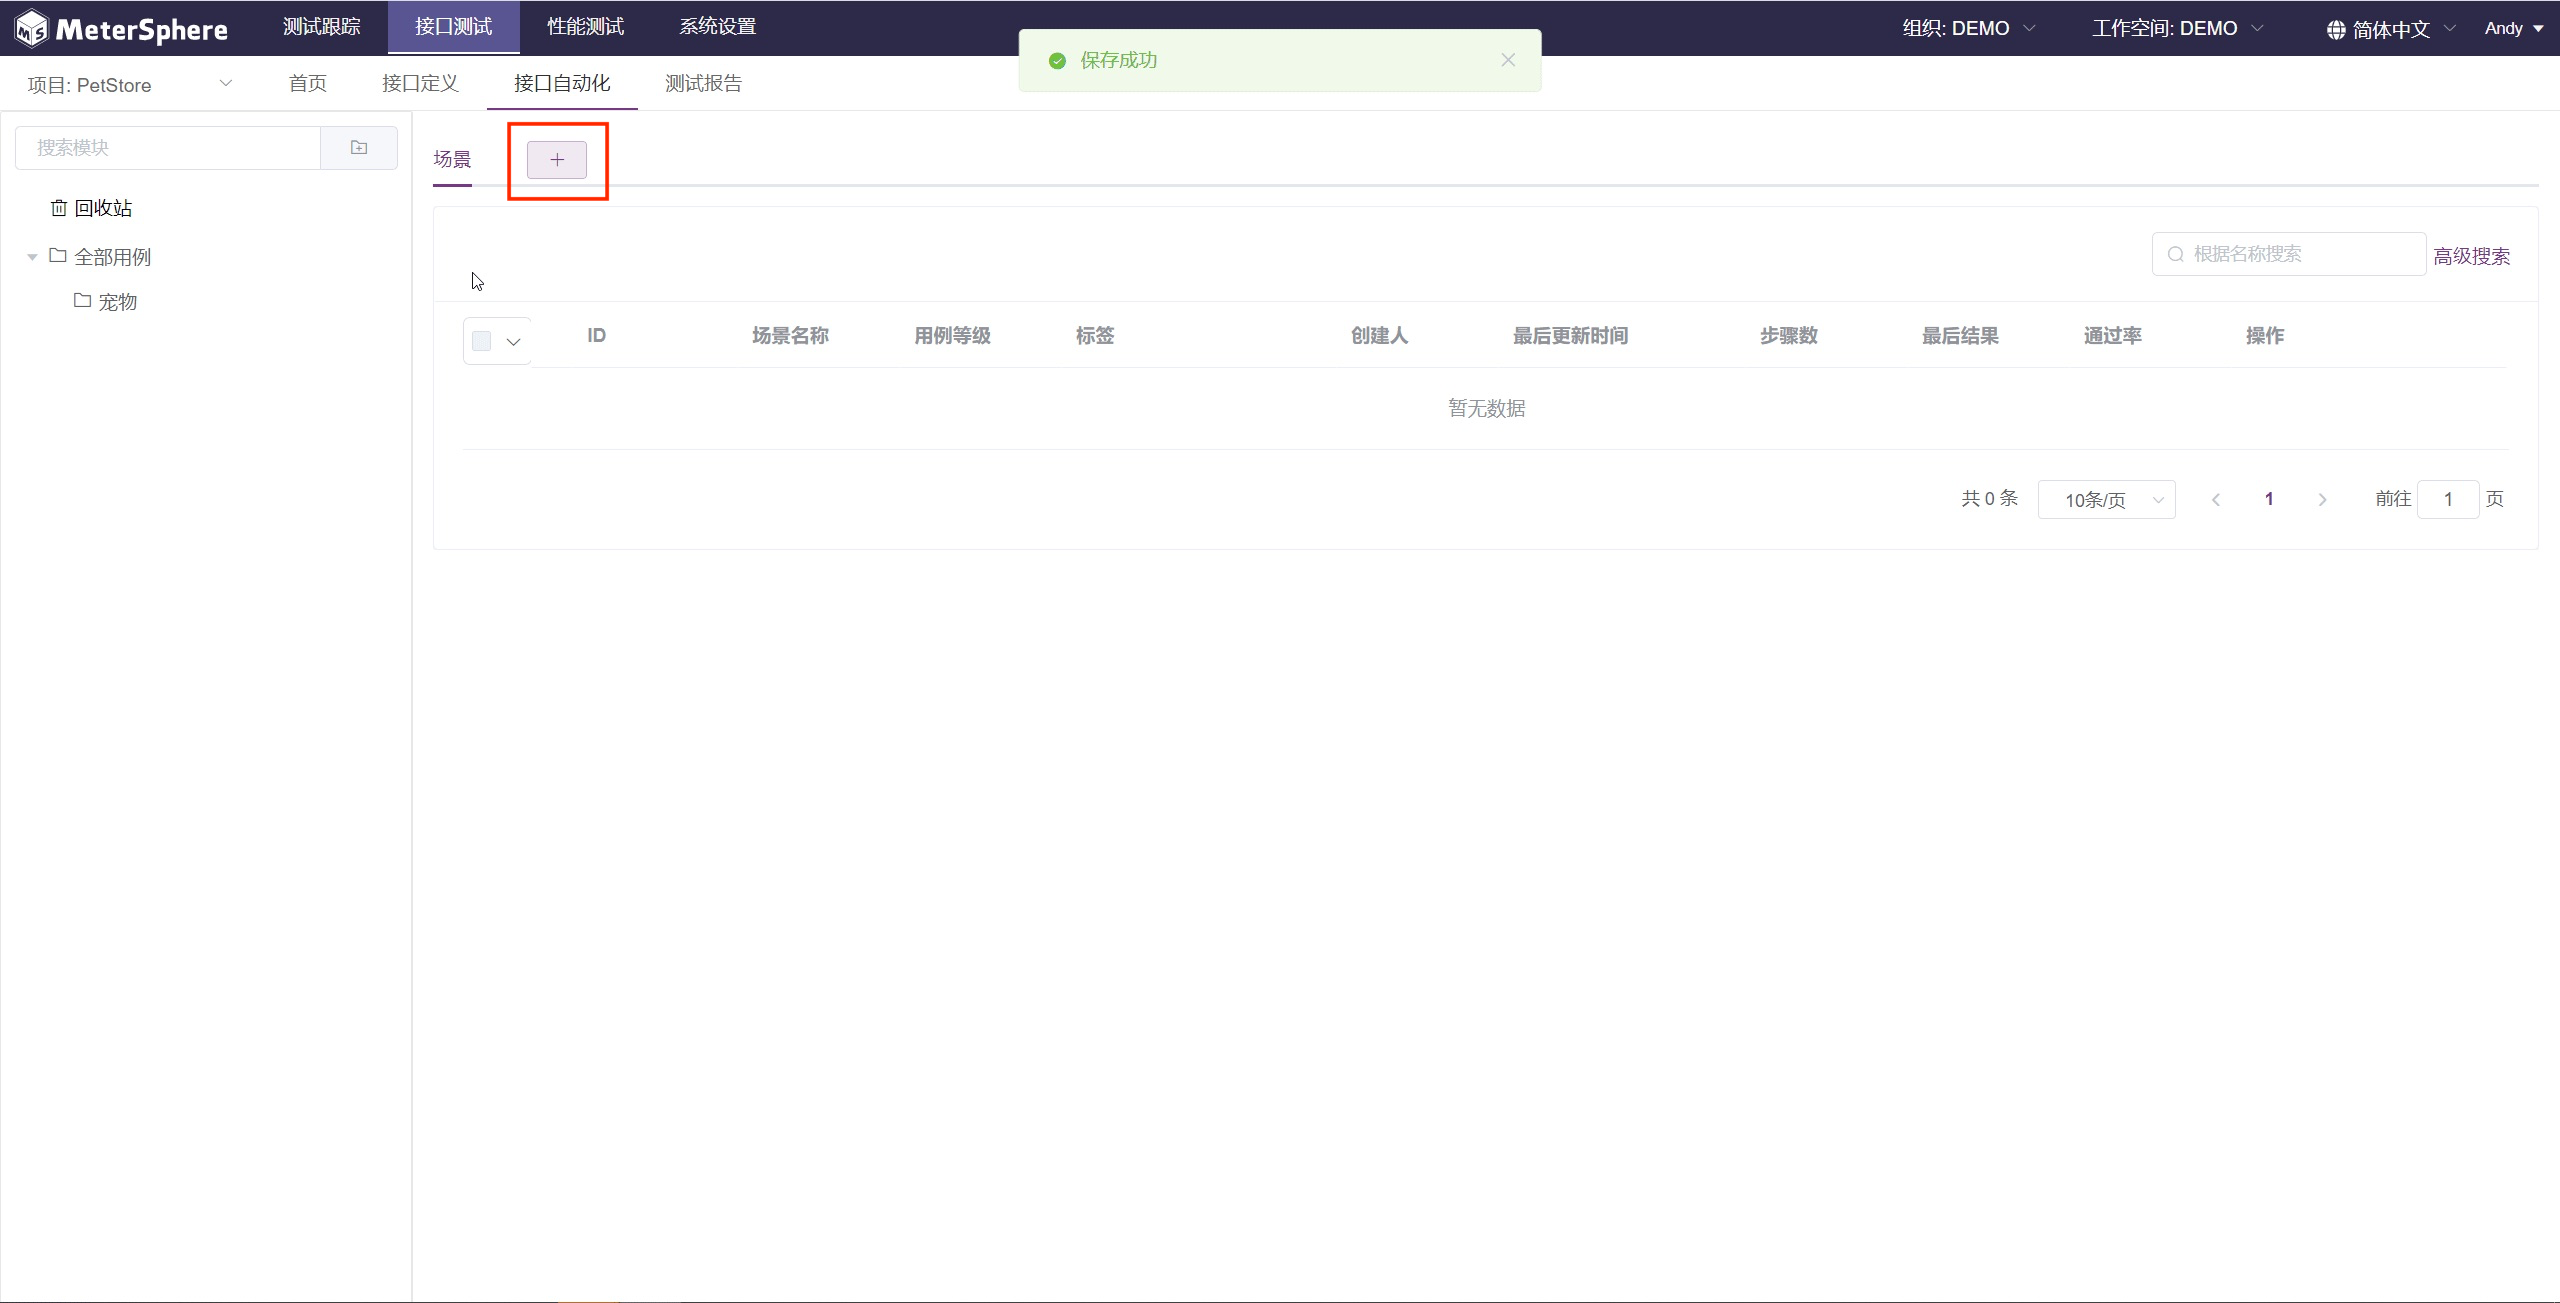 MeterSphere 测试跟踪 接口测试 性能测试 系统设置 组织: DEMO 工作空间: DEMO 简体中文 Andy
保存成功
项目: PetStore 首页 接口定义 接口自动化 测试报告
搜索模块
回收站
全部用例
宠物
场景
根据名称搜索 高级搜索
ID 场景名称 用例等级 标签 创建人 最后更新时间 步骤数 最后结果 通过率 操作
暂无数据
共 0 条 10条/页 1 前往 1 页